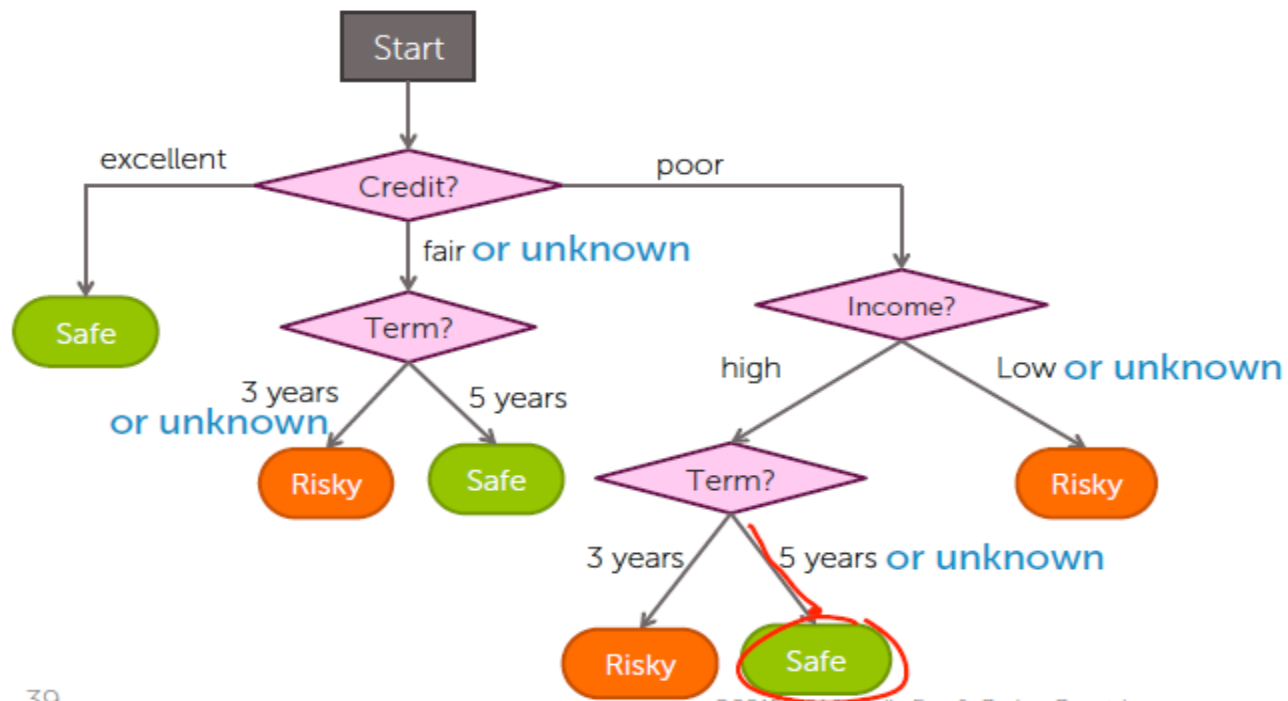 Start
excellent
Credit?
poor
fair or unknown
Safe
Term?
Income?
3 years
or unknown
5 years
high
Low or unknown
Risky
Safe
Term?
Risky
3 years
5 years or unknown
Risky
Safe
39